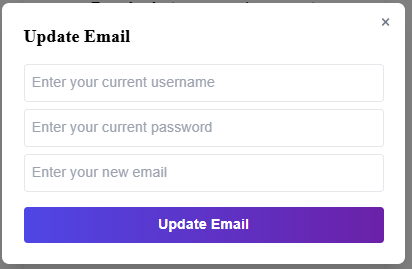 ×
Update Email
Enter your current username
Enter your current password
Enter your new email
Update Email